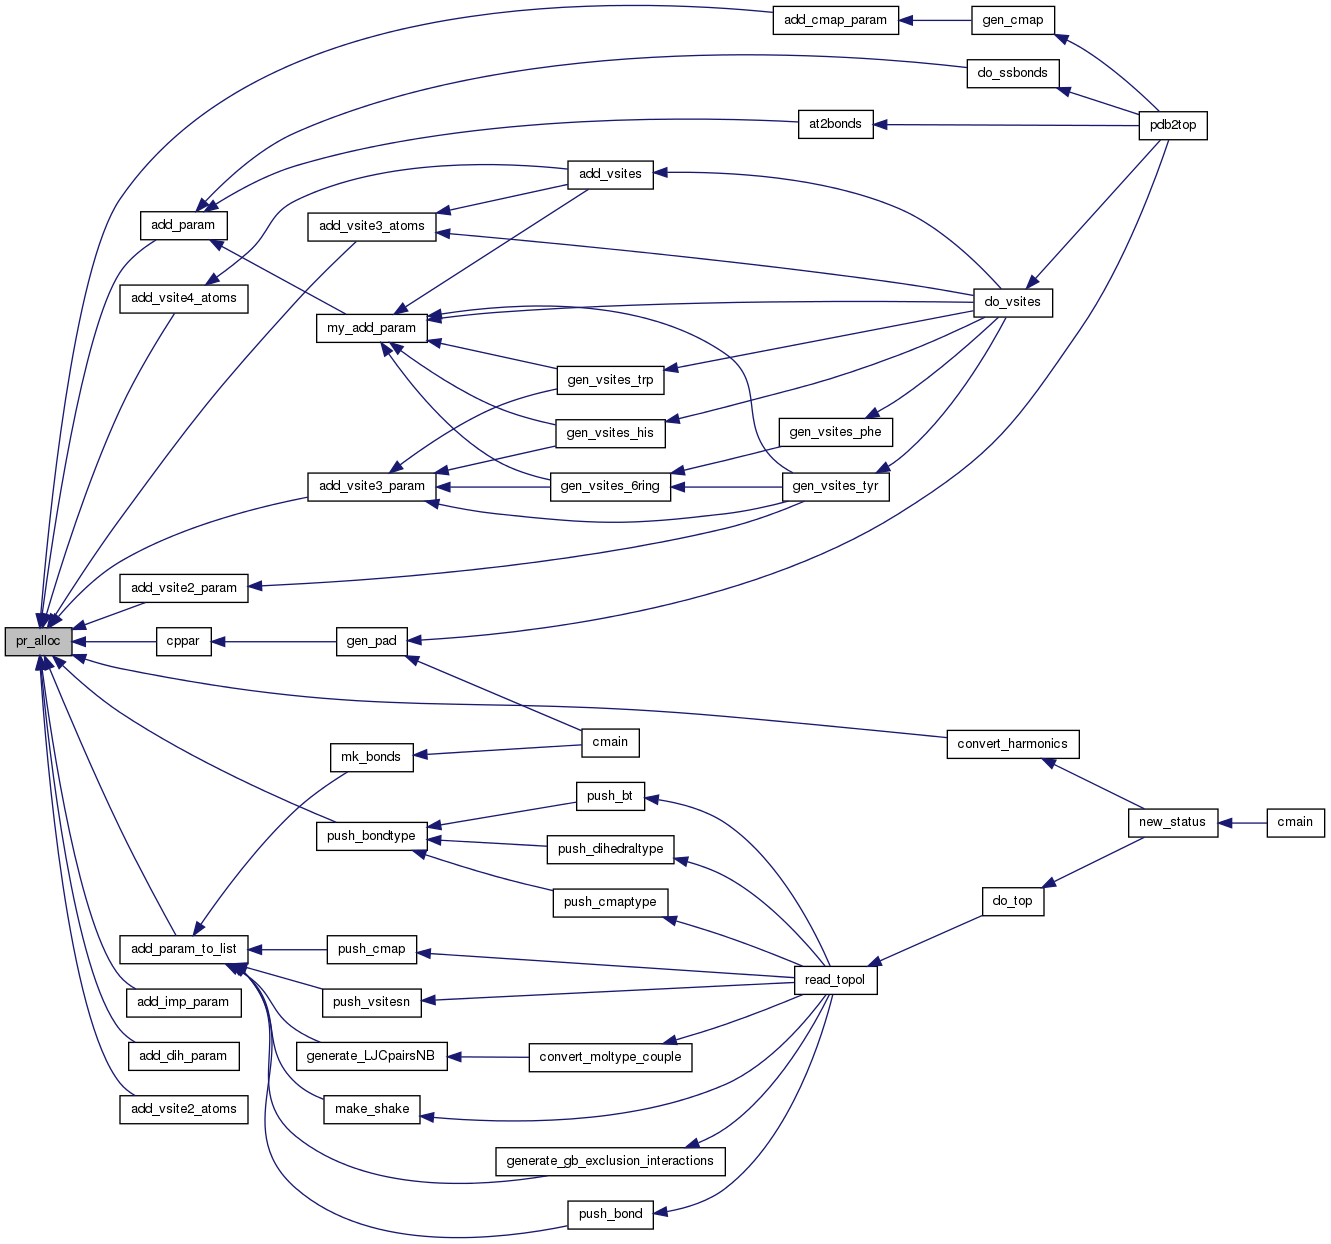 add_cmap_param
gen_cmap
do_ssbonds
at2bonds
pdb2top
add_vsites
add_param
add_vsite3_atoms
add_vsite4_atoms
do_vsites
my_add_param
gen_vsites_trp
gen_vsites_his
gen_vsites_phe
add_vsite3_param
gen_vsites_6ring
gen_vsites_tyr
add_vsite2_param
pr_alloc
cppar
gen_pad
cmain
convert_harmonics
mk_bonds
push_bt
new_status
cmain
push_bondtype
push_dihedraltype
push_cmaptype
do_top
add_param_to_list
push_cmap
read_topol
add_imp_param
push_vsitesn
add_dih_param
generate_LJCpairsNB
convert_moltype_couple
add_vsite2_atoms
make_shake
generate_gb_exclusion_interactions
push_bond